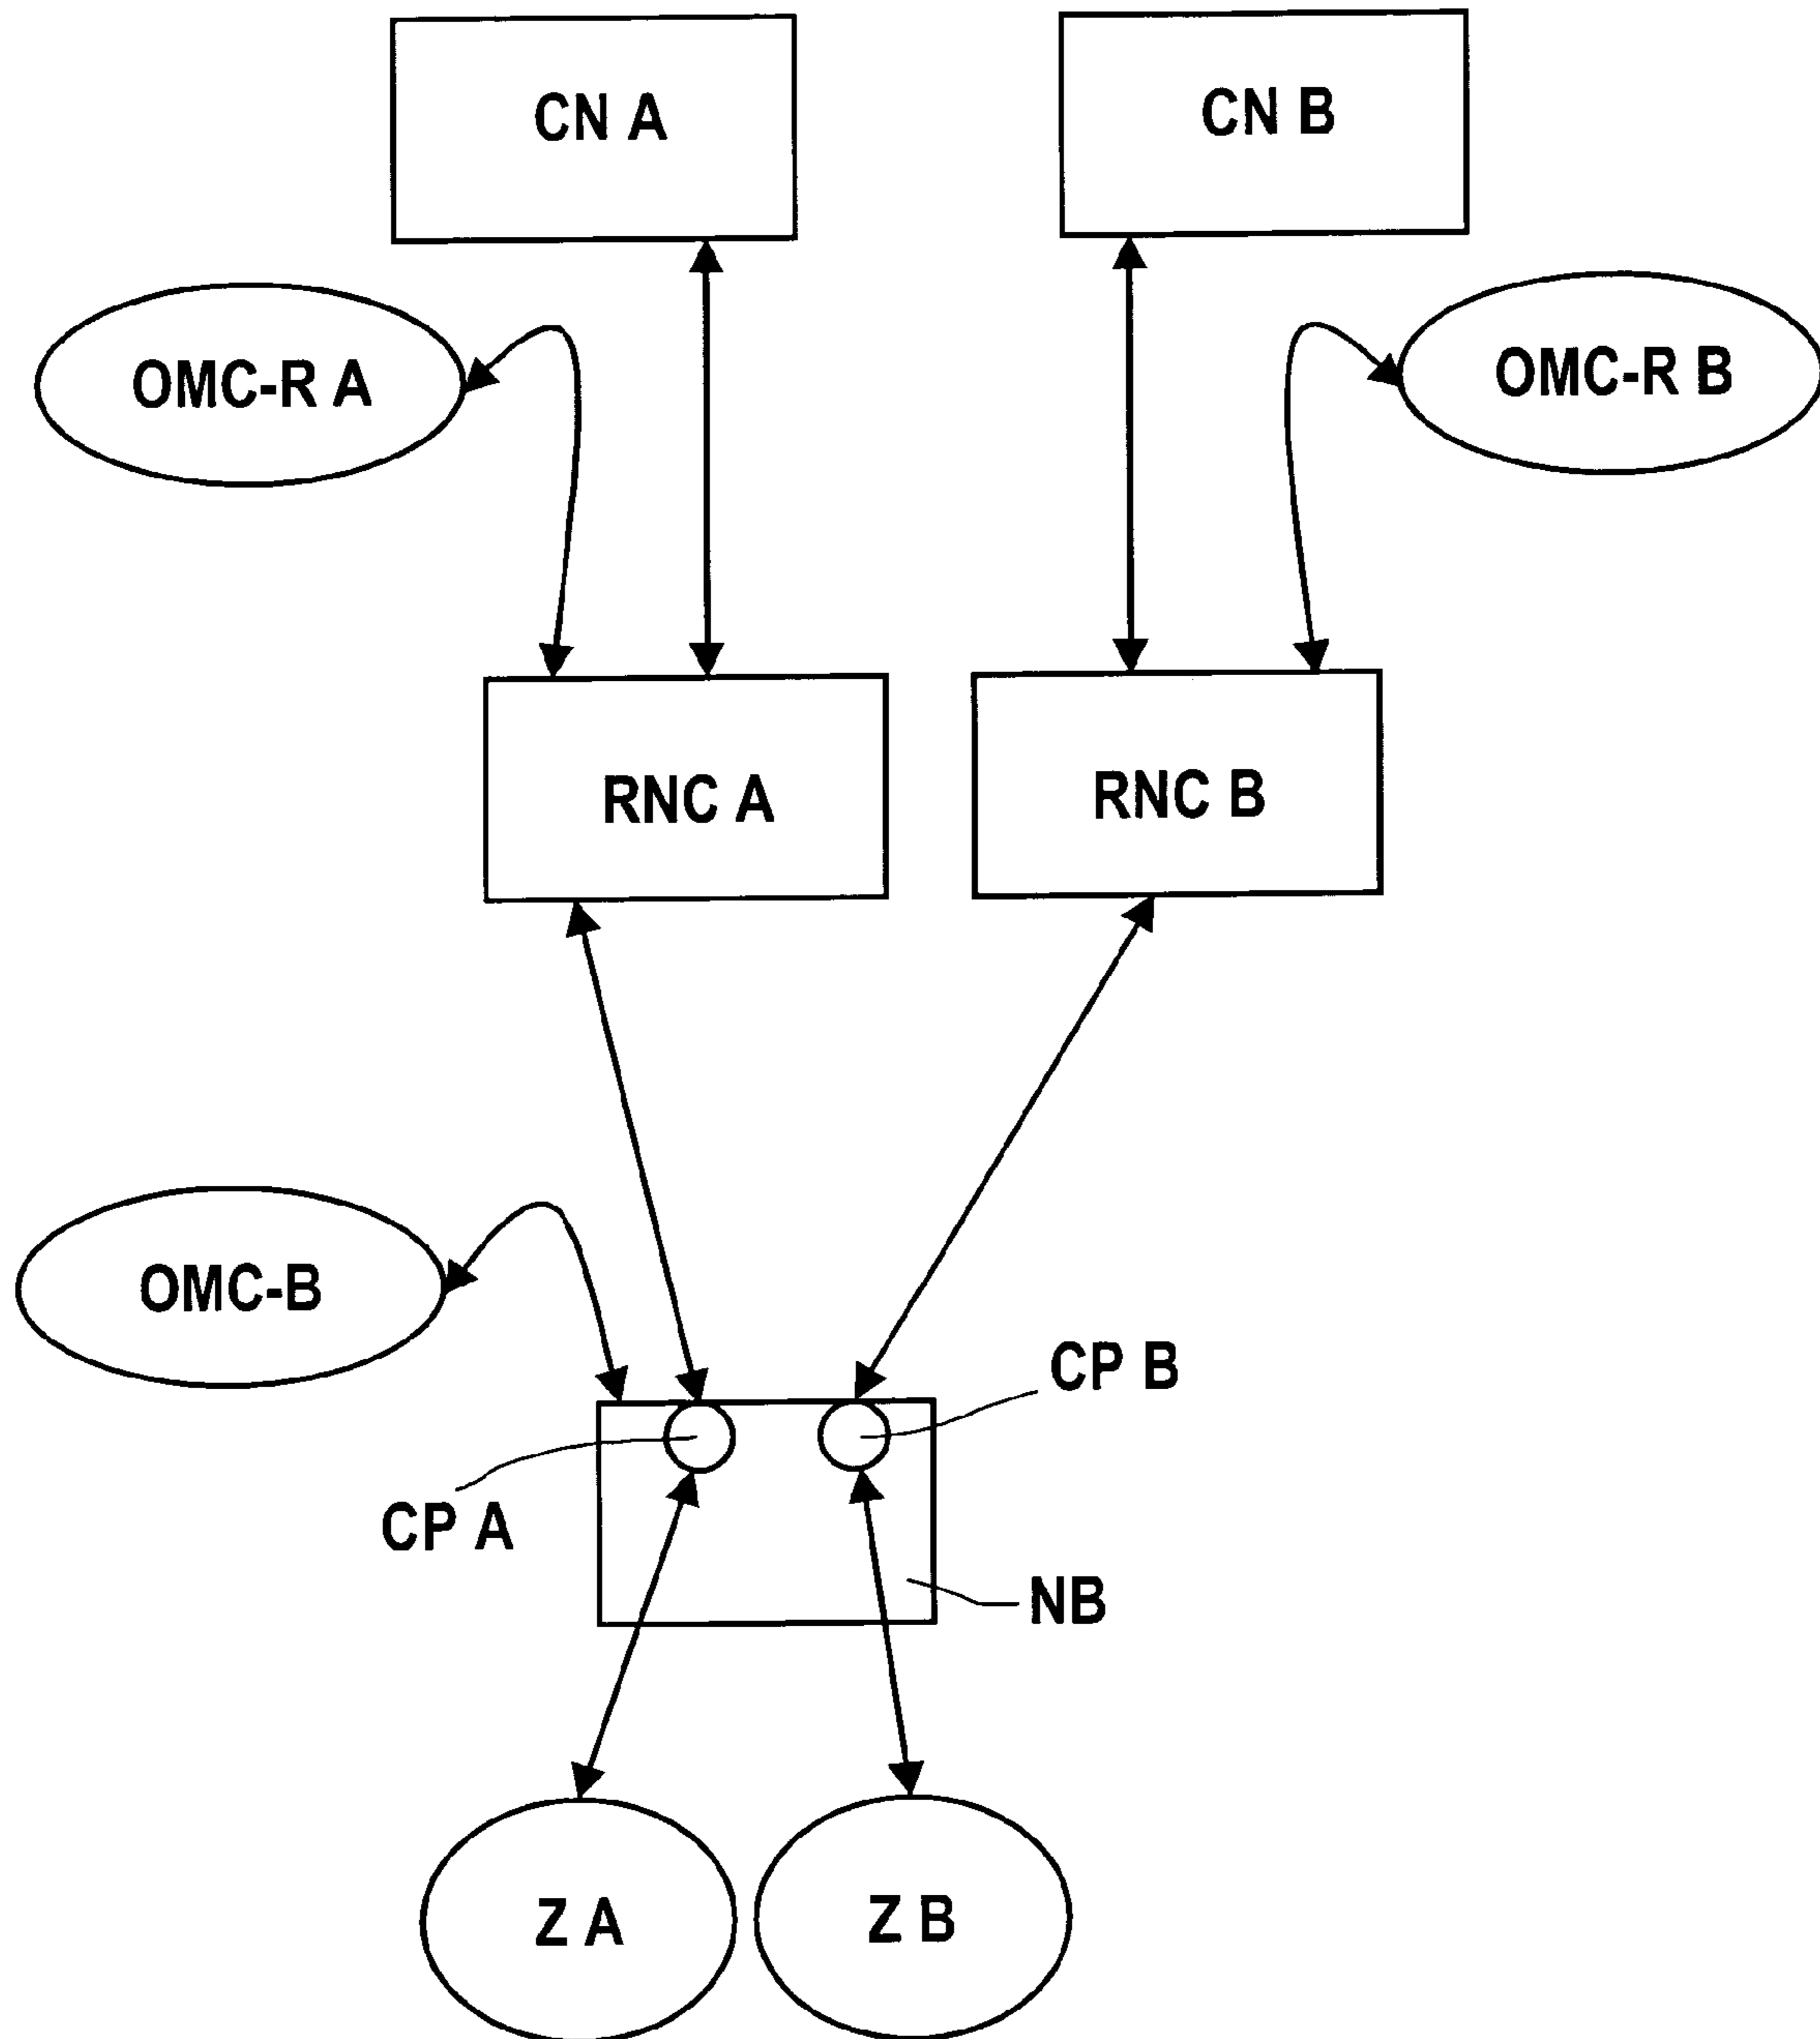 CN A
CN B
OMC-R A
OMC-R B
RNC A
RNC B
OMC-B
CP B
CP A
NB
Z A
Z B